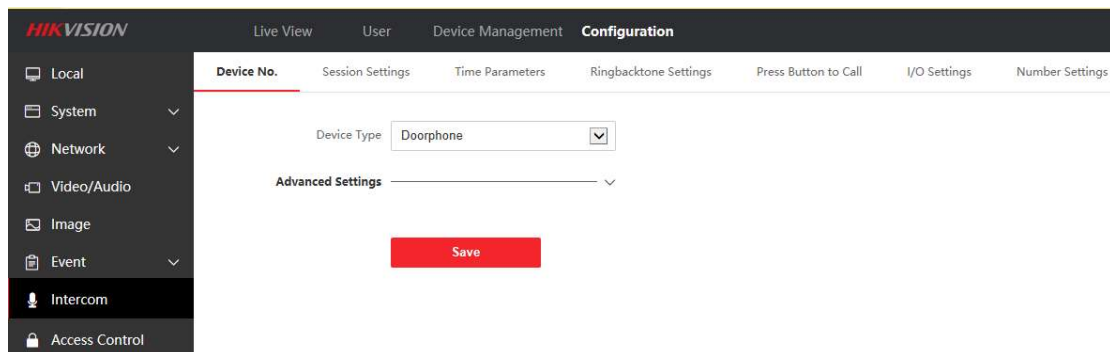 HIKVISION Live View User Device Management Configuration
Local Device No. Session Settings Time Parameters Ringbacktone Settings Press Button to Call I/O Settings Number Settings
System
Device Type Doorphone
Network
Video/Audio Advanced Settings
Image
Save
Event
Intercom
Access Control